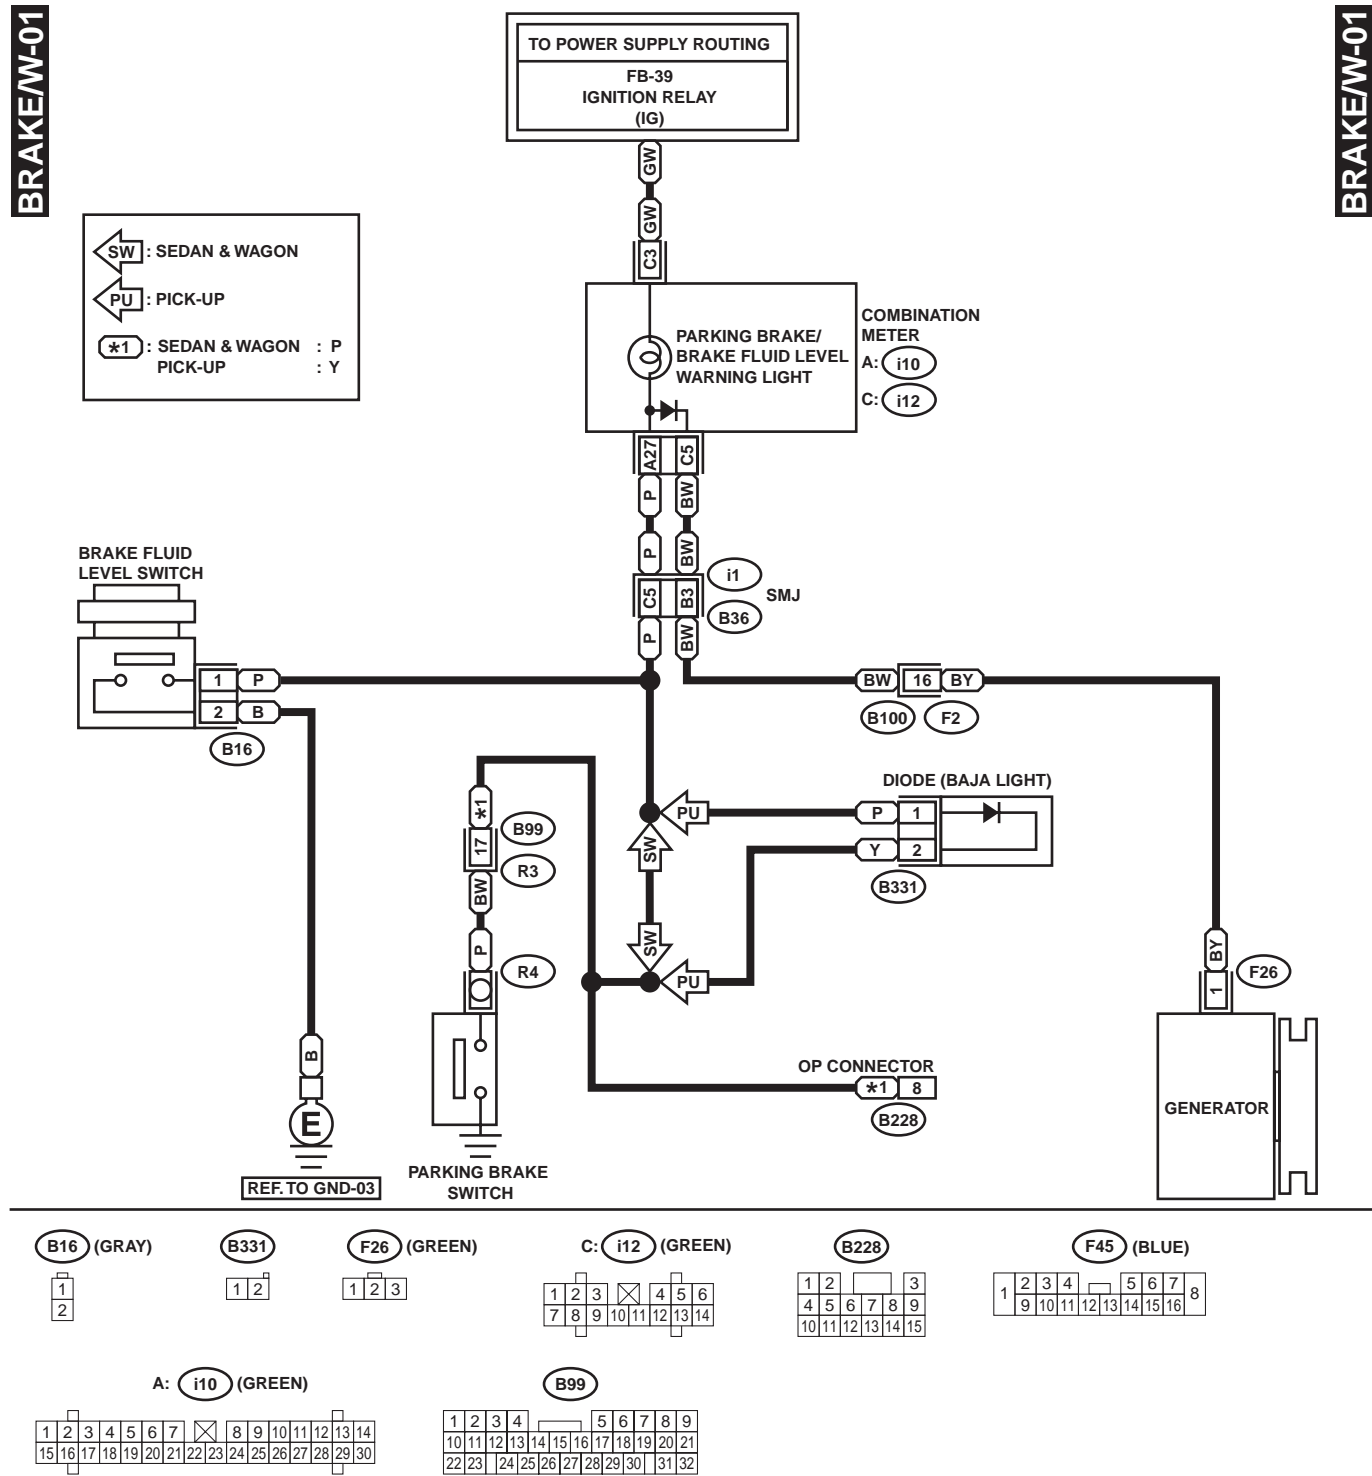 BRAKE/W-01
BRAKE/W-01
TO POWER SUPPLY ROUTING
FB-39
IGNITION RELAY
(IG)
GW
GW
C3
SW : SEDAN & WAGON
PU : PICK-UP
*1 : SEDAN & WAGON : P
PICK-UP : Y
PARKING BRAKE/
BRAKE FLUID LEVEL
WARNING LIGHT
COMBINATION
METER
A: i10
C: i12
A27 C5
P BW
P BW
C5 B3
i1
SMJ
B36
P BW
BRAKE FLUID
LEVEL SWITCH
1 P
2 B
B16
BW 16 BY
B100 F2
DIODE (BAJA LIGHT)
*1
B99
17
R3
BW
P
R4
PU
P 1
SW
Y 2
B331
SW
PU
BY
F26
1
B
E
REF. TO GND-03
PARKING BRAKE
SWITCH
OP CONNECTOR
*1 8
B228
GENERATOR
B16 (GRAY)
1
2
B331
1 2
F26 (GREEN)
1 2 3
C: i12 (GREEN)
1 2 3 4 5 6
7 8 9 10 11 12 13 14
B228
1 2 3
4 5 6 7 8 9
10 11 12 13 14 15
F45 (BLUE)
1 2 3 4 5 6 7 8
9 10 11 12 13 14 15 16
A: i10 (GREEN)
1 2 3 4 5 6 7 8 9 10 11 12 13 14
15 16 17 18 19 20 21 22 23 24 25 26 27 28 29 30
B99
1 2 3 4 5 6 7 8 9
10 11 12 13 14 15 16 17 18 19 20 21
22 23 24 25 26 27 28 29 30 31 32